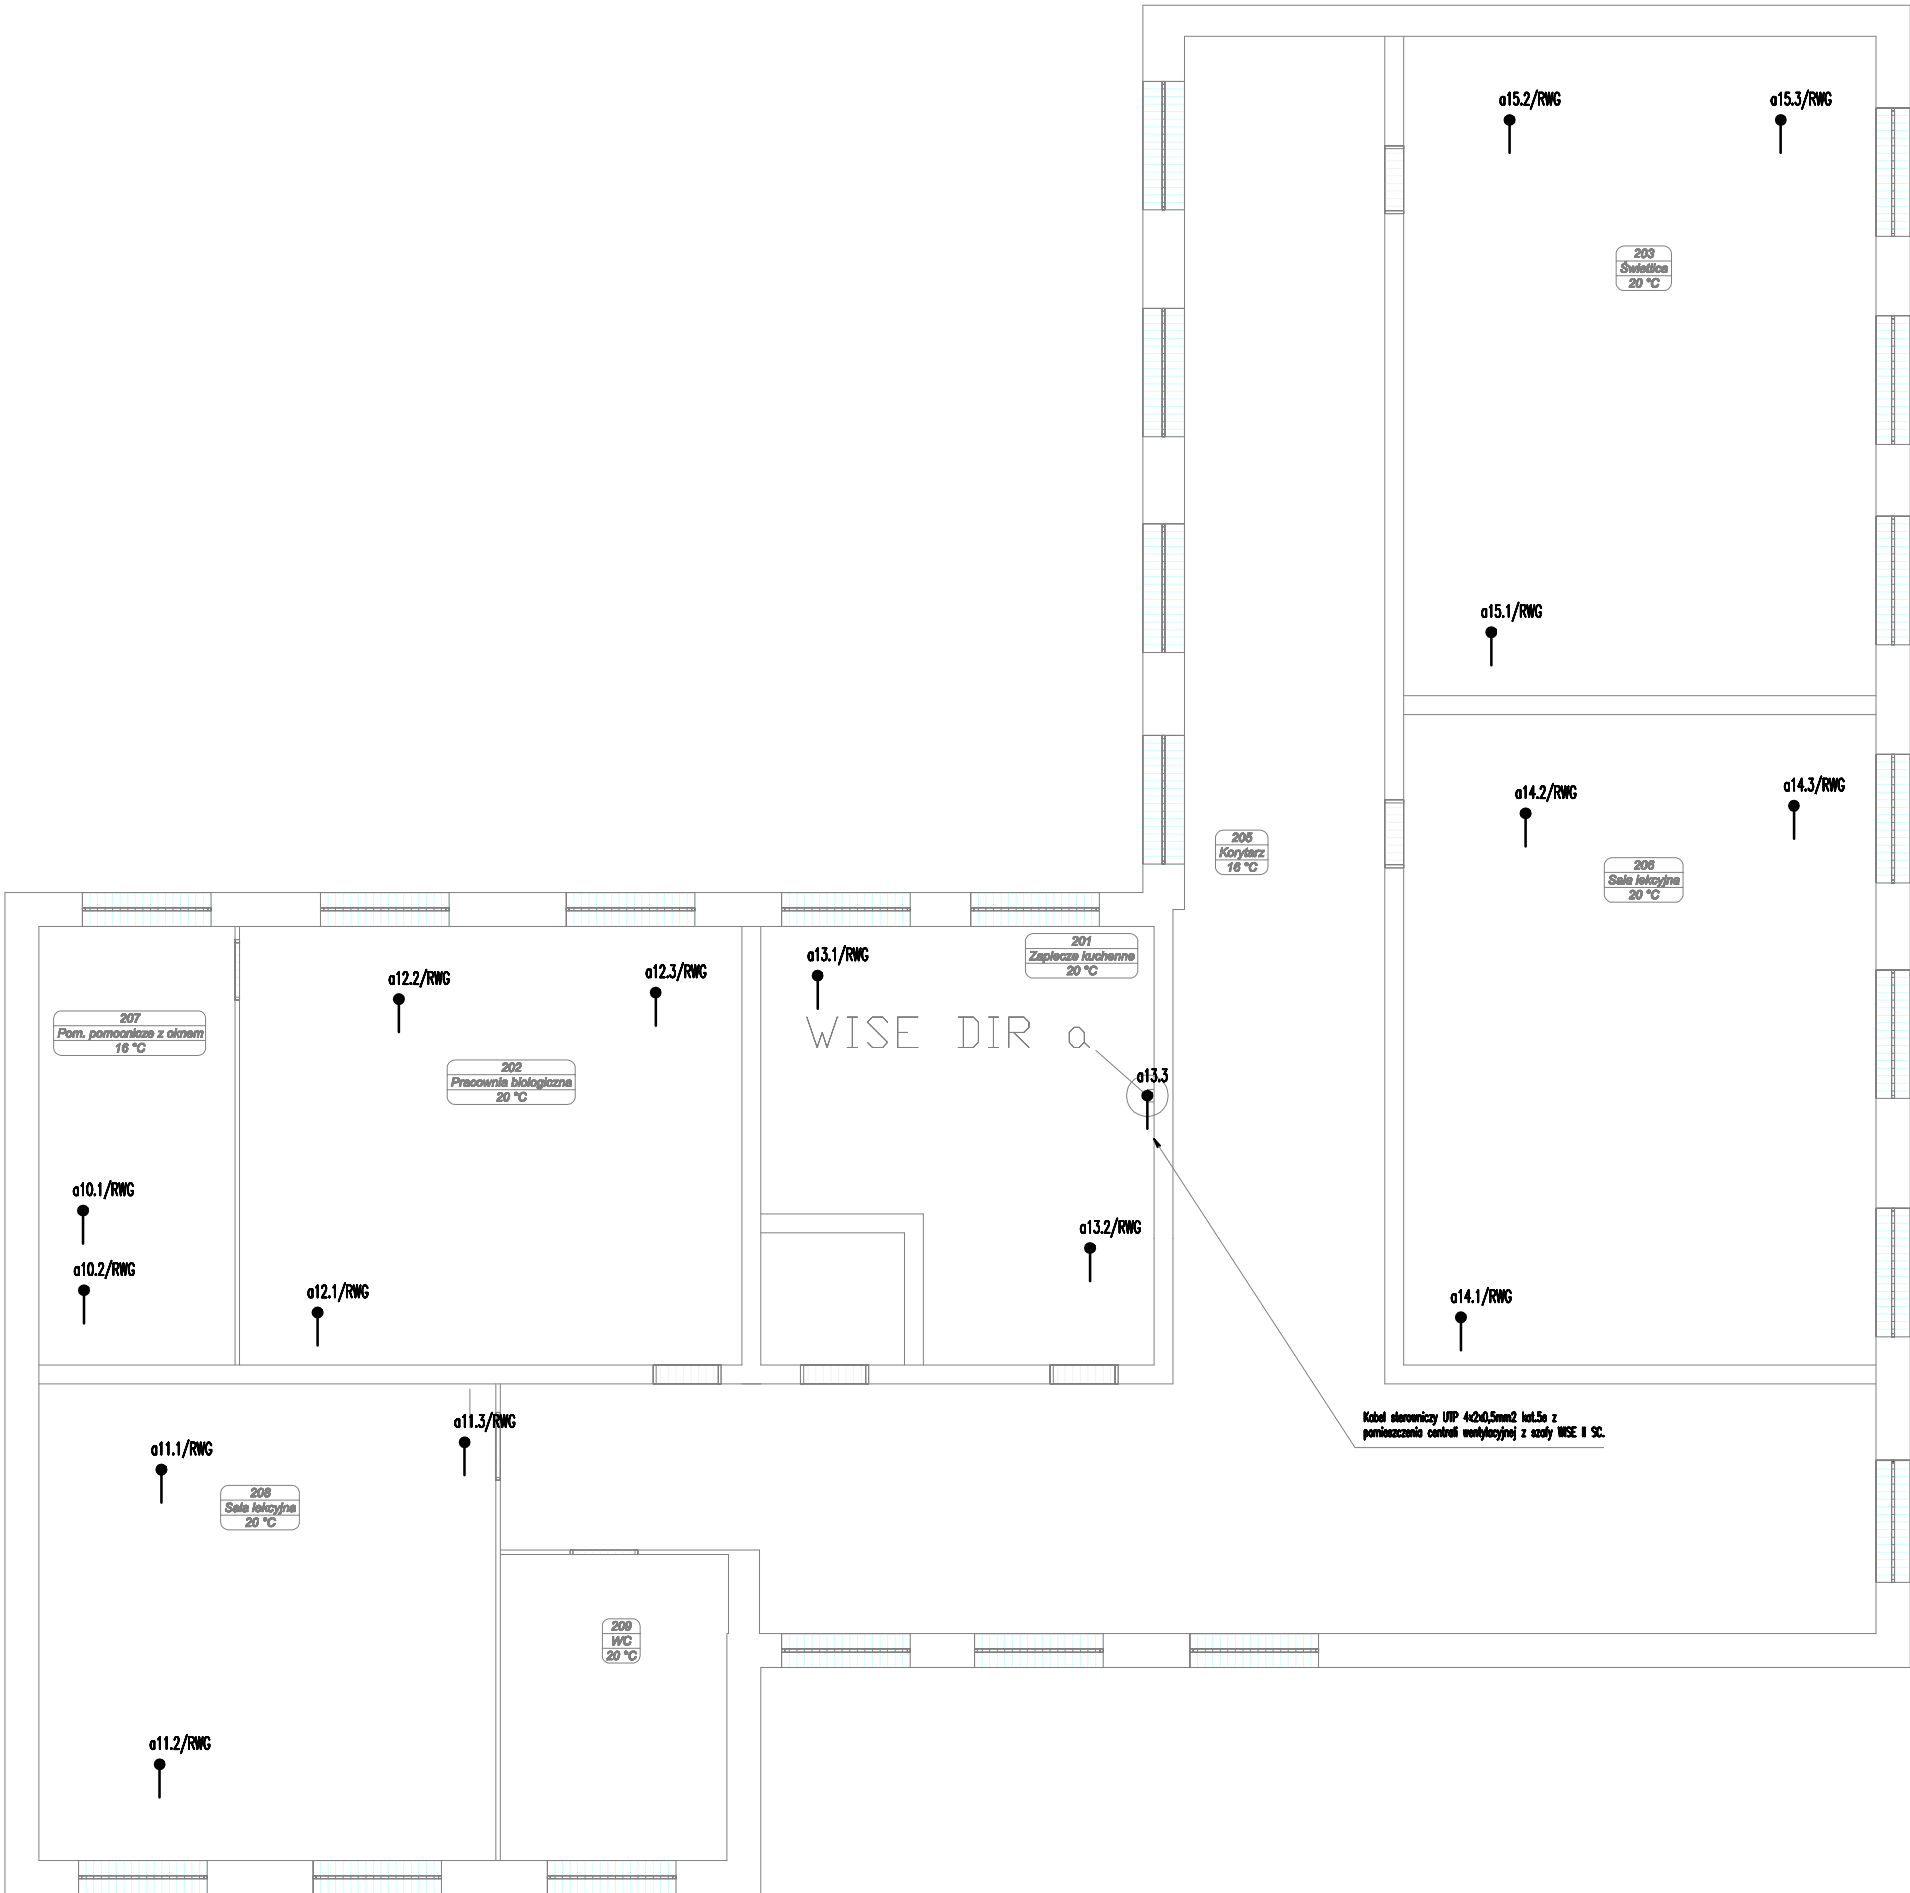 a15.2/RWG
a15.3/RWG
203
Świetlica
20 °C
a15.1/RWG
a14.2/RWG
a14.3/RWG
205
Korytarz
16 °C
206
Sala lekcyjna
20 °C
201
Zaplecze kuchenne
20 °C
a13.1/RWG
a12.2/RWG
a12.3/RWG
207
Pom. pomocnicze z oknem
16 °C
WISE DIR a
202
Pracownia biologiczna
20 °C
a13.3
a10.1/RWG
a13.2/RWG
a10.2/RWG
a12.1/RWG
a14.1/RWG
Kabel sterowniczy UTP 4x2x0,5mm2 kat.5e z
pomieszczenia centrali wentylacyjnej z szafy WISE II SC.
a11.3/RWG
a11.1/RWG
208
Sala lekcyjna
20 °C
209
WC
20 °C
a11.2/RWG